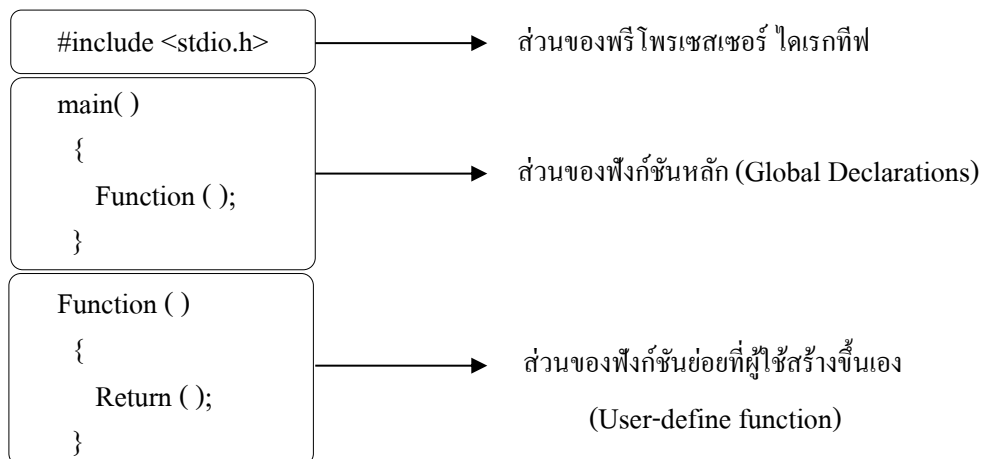 #include <stdio.h>
ส่วนของพรีโพรเซสเซอร์ ไดเรกทีฟ
main( )
{
Function ( );
}
ส่วนของฟังก์ชันหลัก (Global Declarations)
Function ( )
{
Return ( );
}
ส่วนของฟังก์ชันย่อยที่ผู้ใช้สร้างขึ้นเอง
(User-define function)